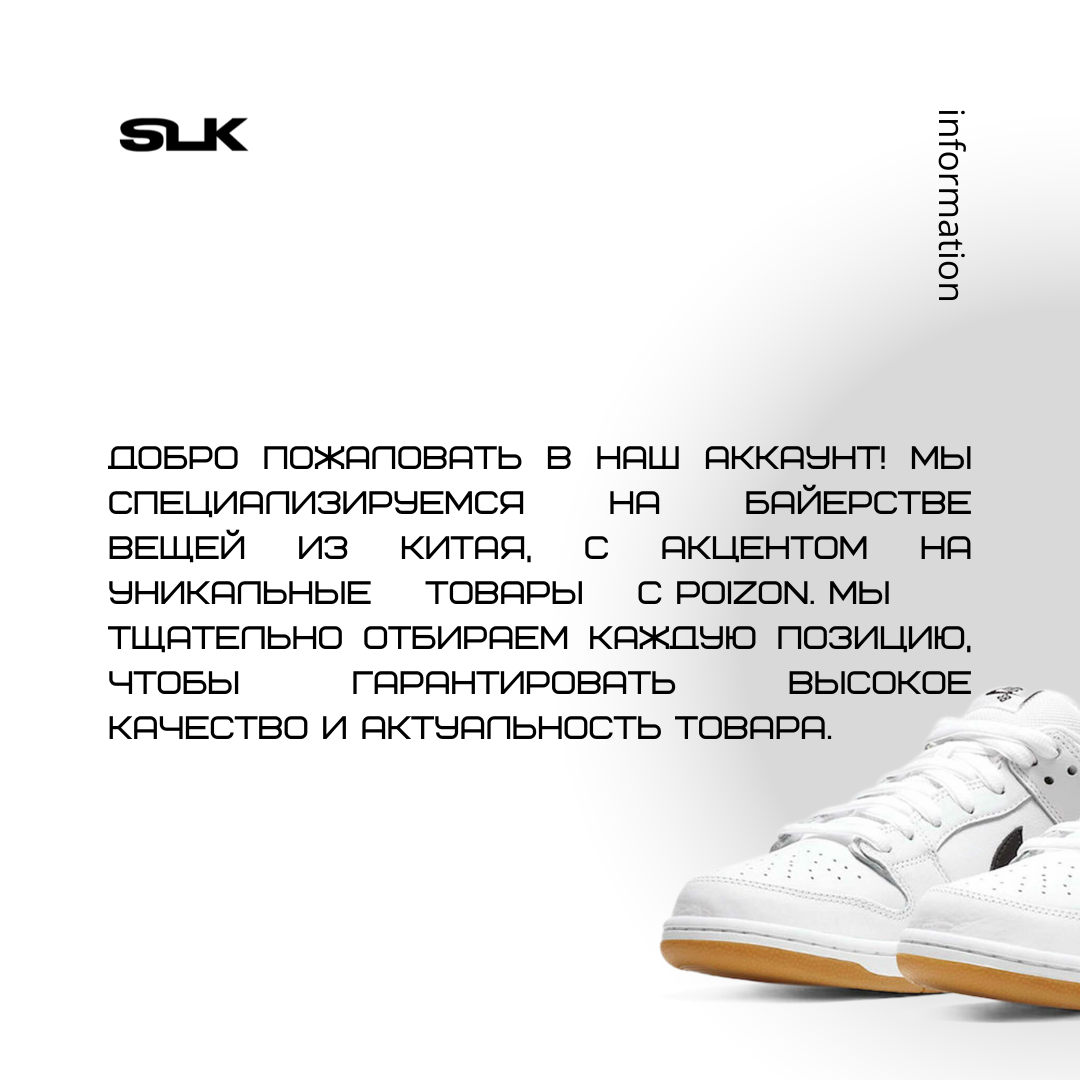 SLK
information
ДОБРО ПОЖАЛОВАТЬ В НАШ АККАУНТ! МЫ
СПЕЦИАЛИЗИРУЕМСЯ НА БАЙЕРСТВЕ
ВЕЩЕЙ ИЗ КИТАЯ, С АКЦЕНТОМ НА
УНИКАЛЬНЫЕ ТОВАРЫ С POIZON. МЫ
ТЩАТЕЛЬНО ОТБИРАЕМ КАЖДУЮ ПОЗИЦИЮ,
ЧТОБЫ ГАРАНТИРОВАТЬ ВЫСОКОЕ
КАЧЕСТВО И АКТУАЛЬНОСТЬ ТОВАРА.